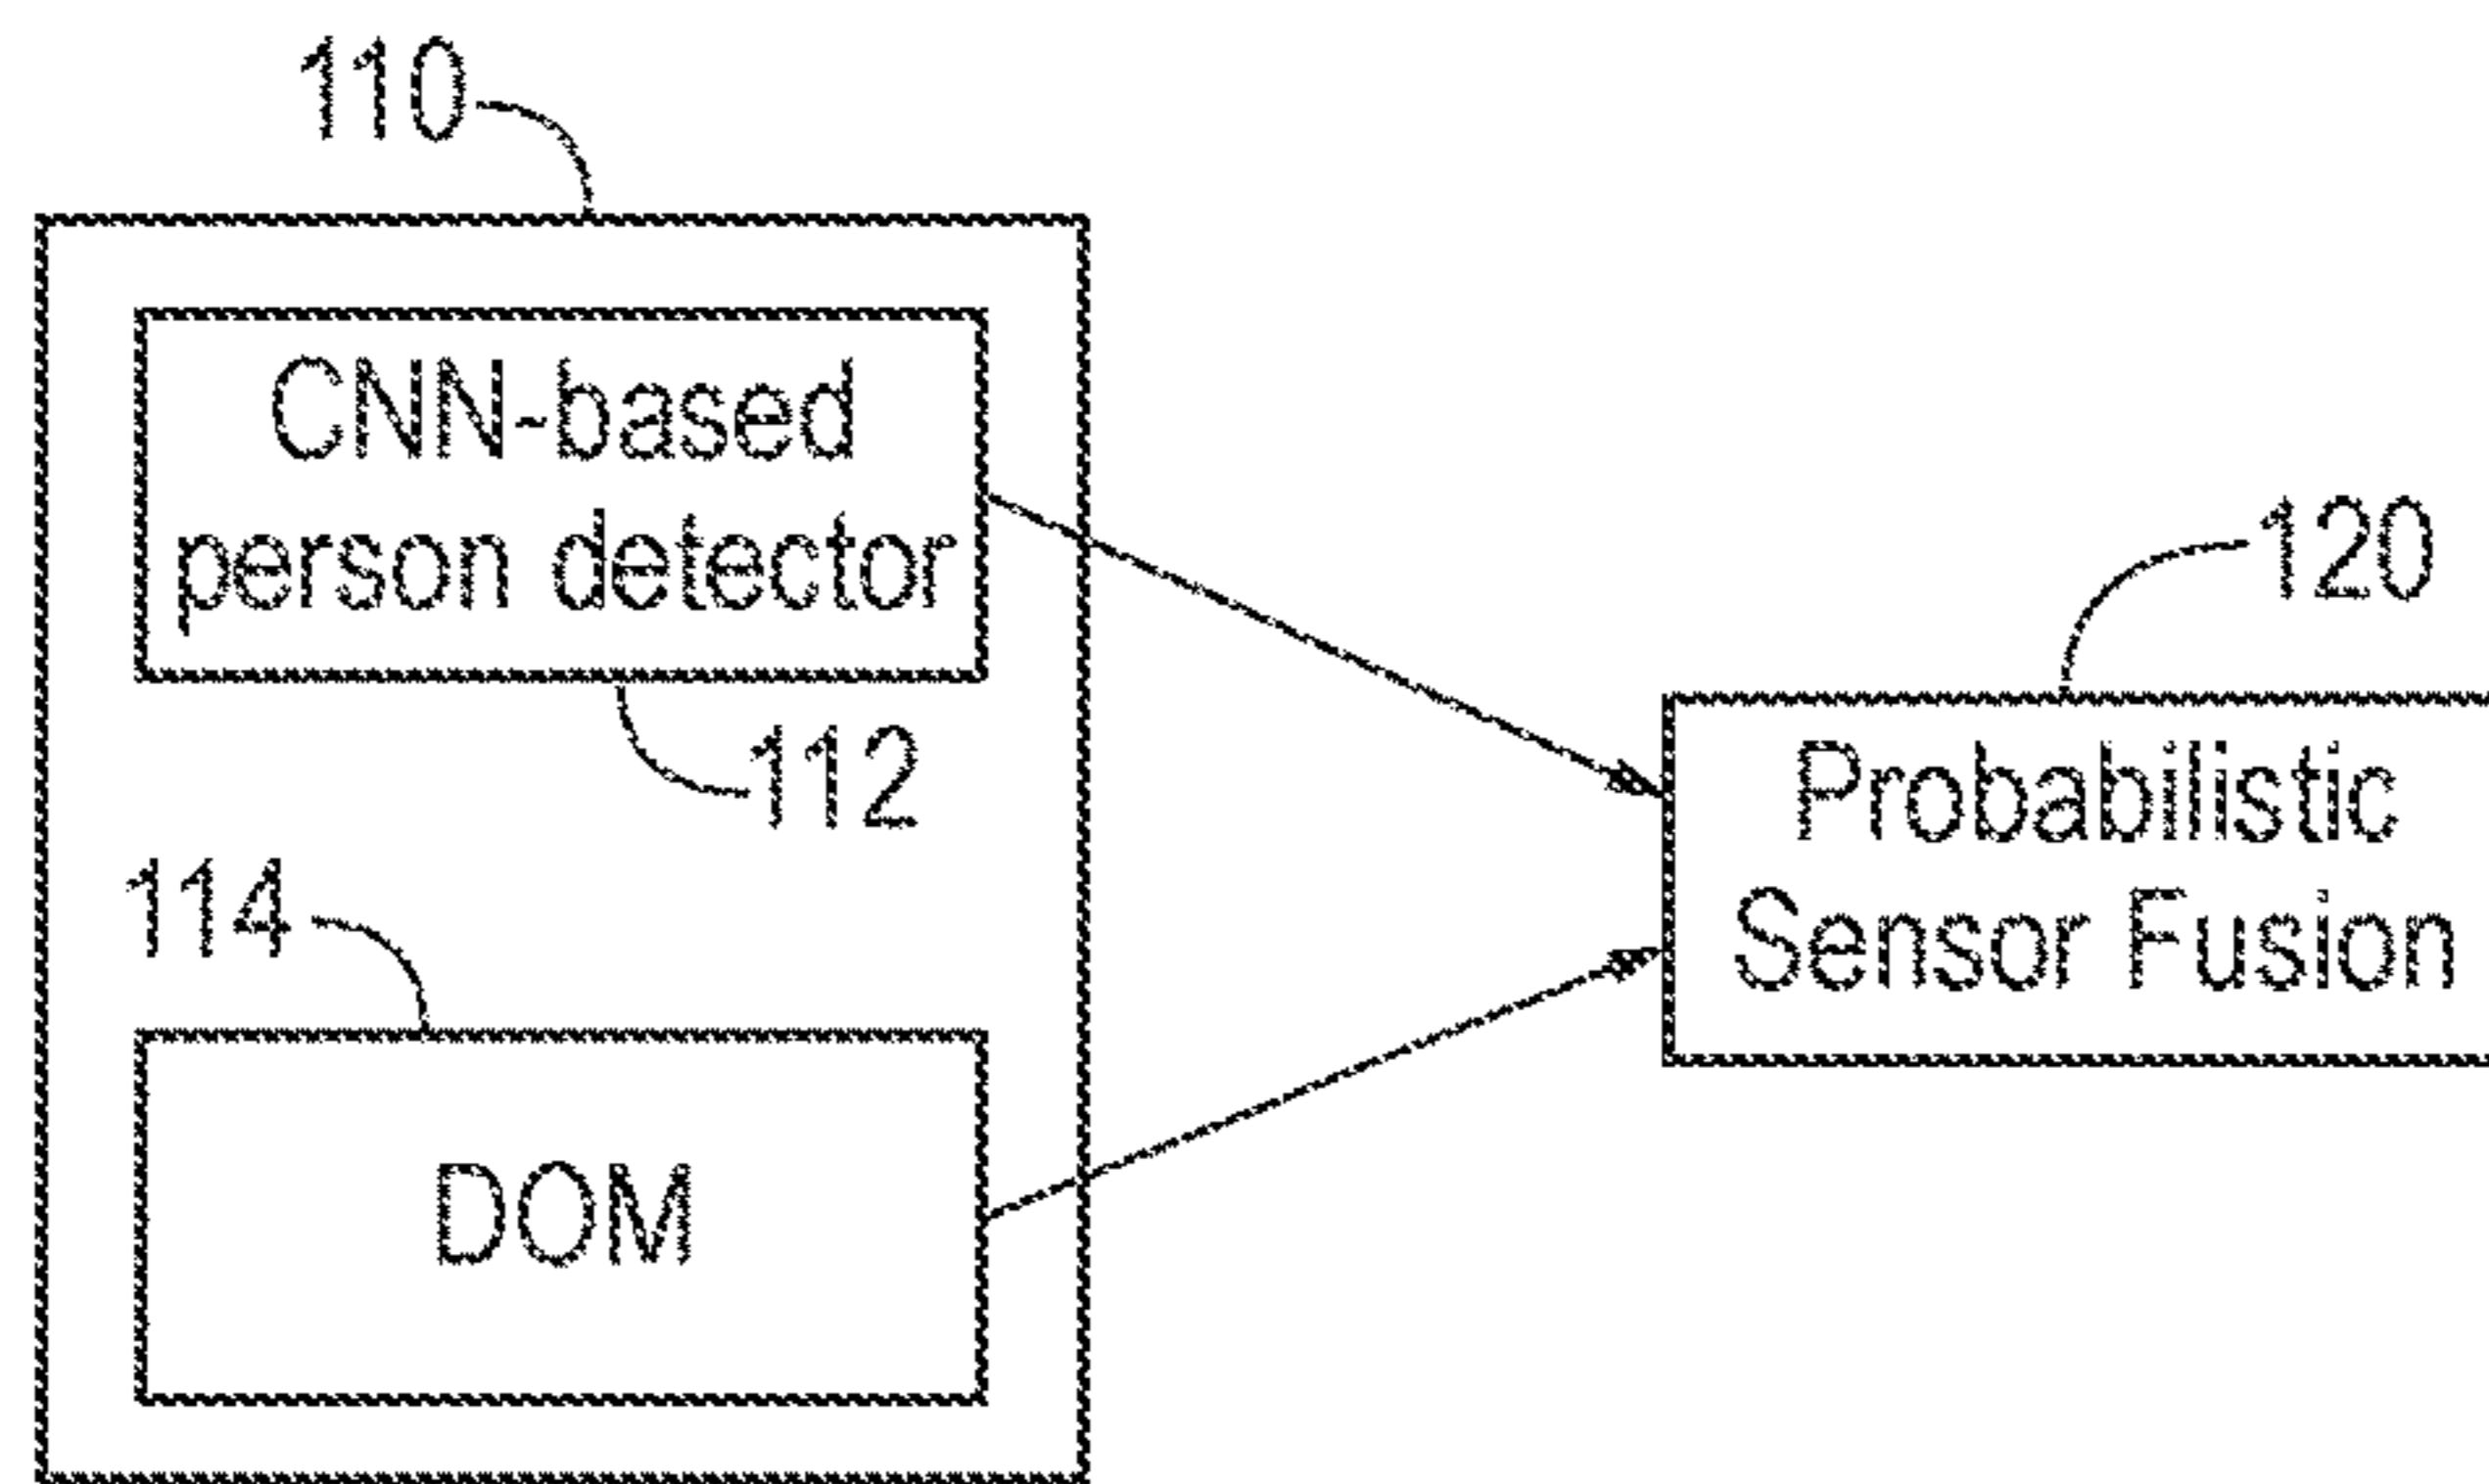 110
CNN-based
person detector
112
114
DOM
120
Probabilistic
Sensor Fusion